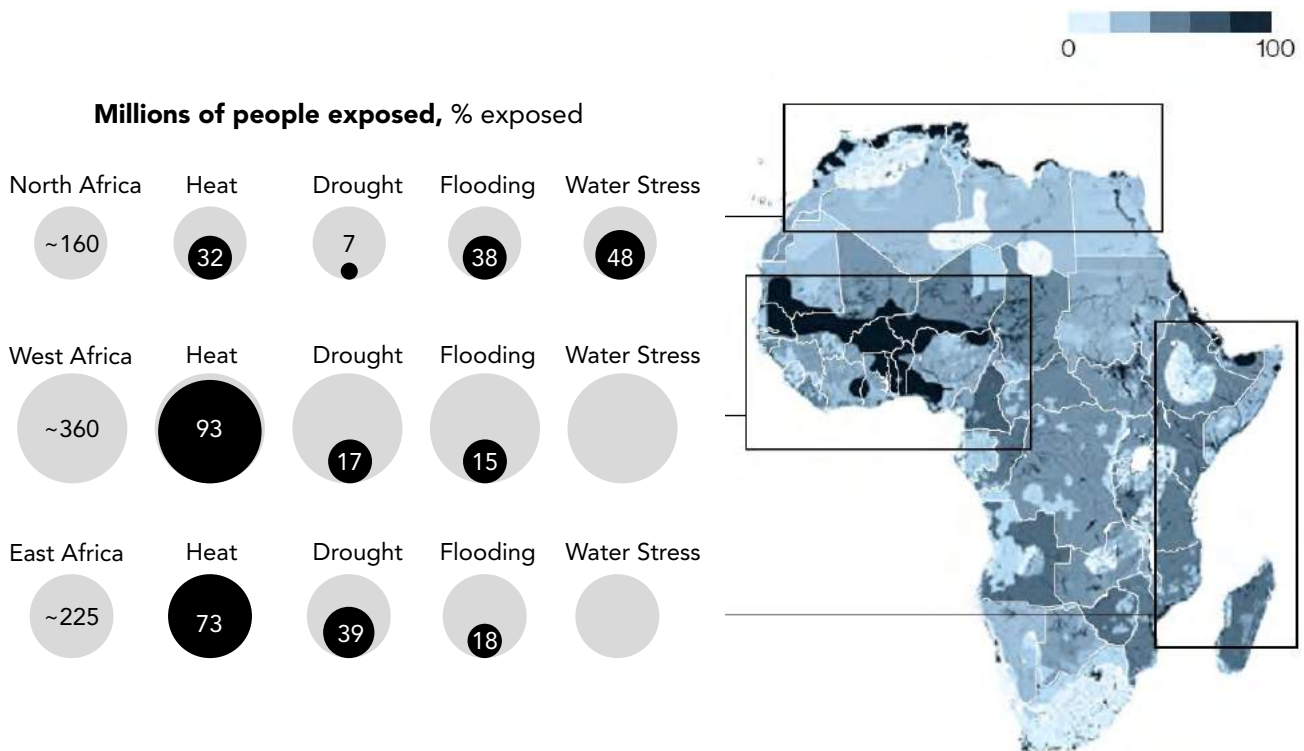 0 100
Millions of people exposed, % exposed
North Africa Heat Drought Flooding Water Stress
~160 32 7 38 48
West Africa Heat Drought Flooding Water Stress
~360 93 17 15
East Africa Heat Drought Flooding Water Stress
~225 73 39 18